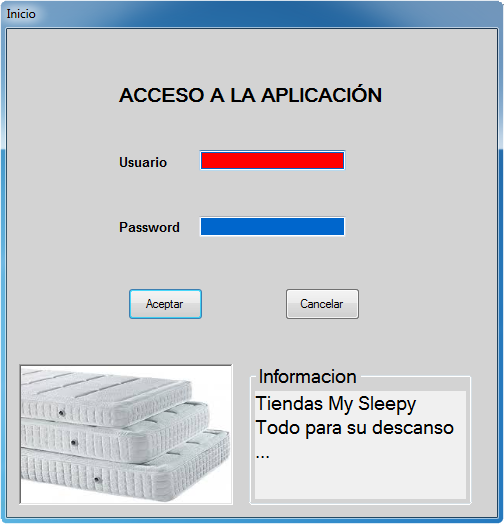 Inicio
ACCESO A LA APLICACIÓN
Usuario
Password
Aceptar
Cancelar
Informacion
Tiendas My Sleepy
Todo para su descanso
...